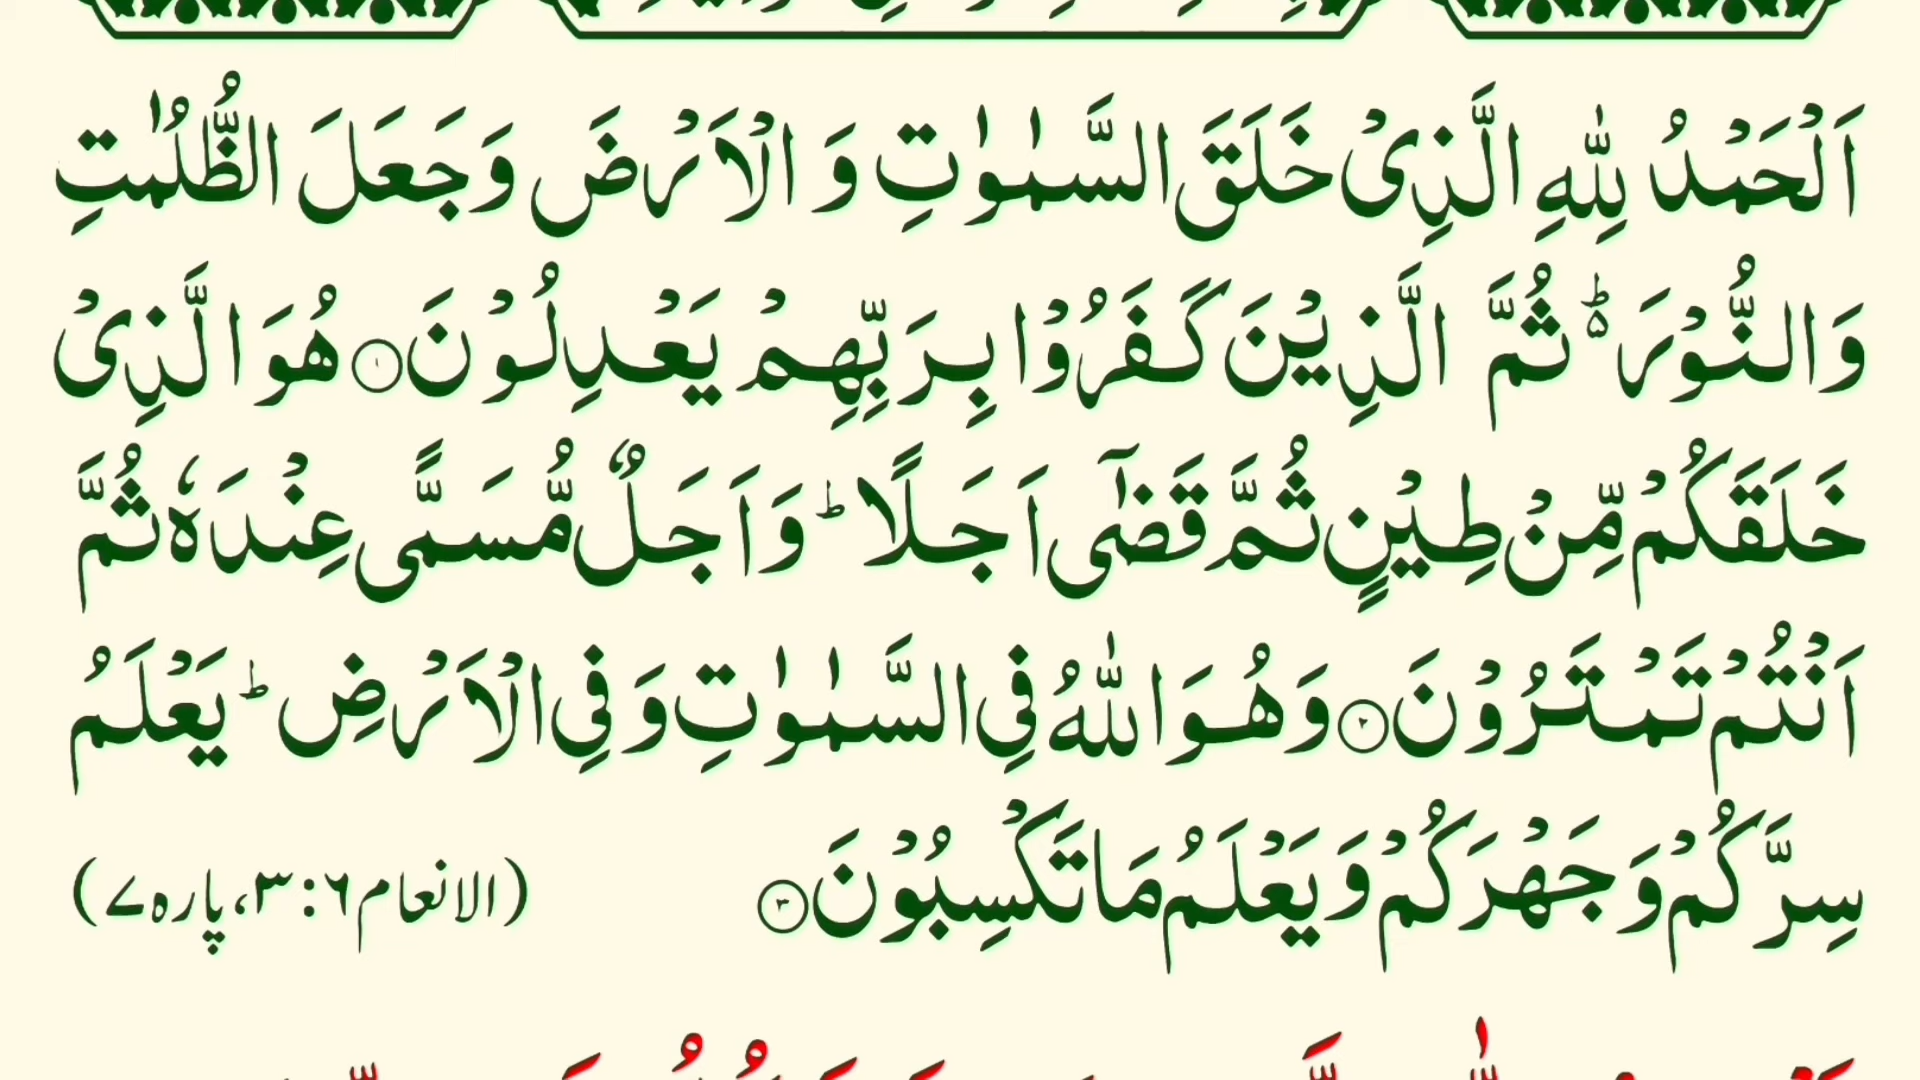 اَلْحَمْدُ لِلّٰهِ الَّذِیْ خَلَقَ السَّمٰوٰتِ وَ الْاَرْضَ وَجَعَلَ الظُّلُمٰتِ
وَالنُّوْرَ ؕ۬ ثُمَّ الَّذِیْنَ كَفَرُوْا بِرَبِّهِمْ یَعْدِلُوْنَ ۝۱ هُوَ الَّذِیْ
خَلَقَكُمْ مِّنْ طِیْنٍ ثُمَّ قَضٰۤی اَجَلًا ؕ وَ اَجَلٌ مُّسَمًّی عِنْدَهٗ ثُمَّ
اَنْتُمْ تَمْتَرُوْنَ ۝۲ وَهُوَ اللّٰهُ فِی السَّمٰوٰتِ وَ فِی الْاَرْضِ ؕ یَعْلَمُ
سِرَّكُمْ وَ جَهْرَكُمْ وَ یَعْلَمُ مَا تَكْسِبُوْنَ ۝۳ (الانعام ۶:۳، پارہ ۷)